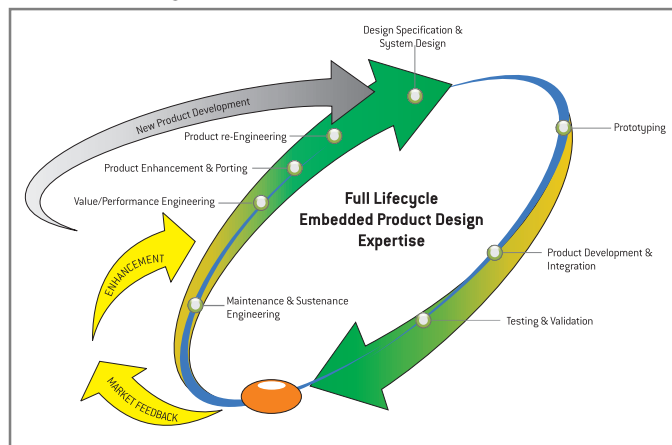 Design Specification &
System Design
New Product Development
Product re-Engineering
Prototyping
Product Enhancement & Porting
Value/Performance Engineering
Full Lifecycle
Embedded Product Design
Expertise
Product Development &
Integration
ENHANCEMENT
Maintenance & Sustenance
Engineering
Testing & Validation
MARKET FEEDBACK